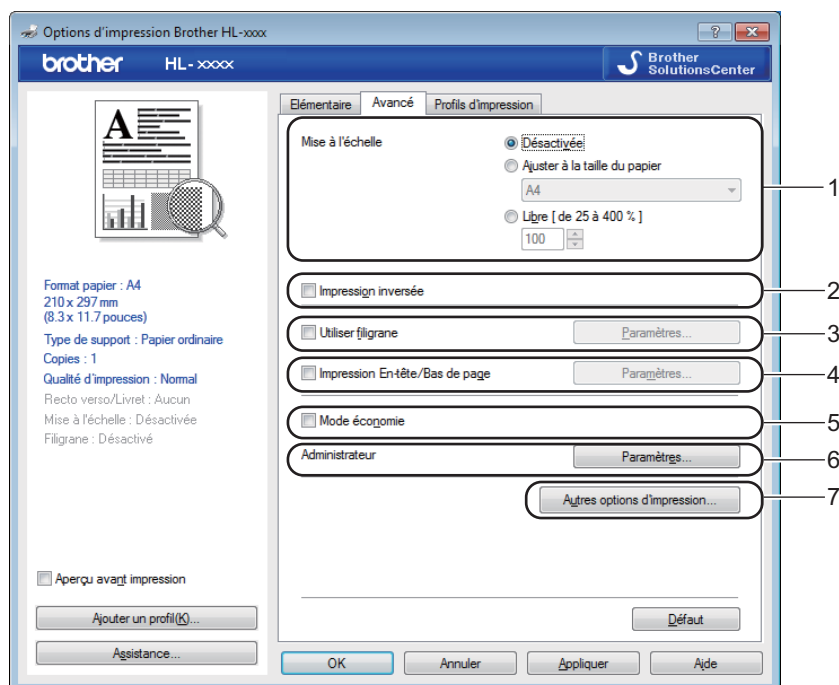 Options d'impression Brother HL-xxxx
brother HL-xxxx
Brother
SolutionsCenter
Elémentaire Avancé Profils d'impression
Mise à l'échelle
Désactivée
Ajuster à la taille du papier
A4
Libre [ de 25 à 400 % ]
100
1
Impression inversée
2
Utiliser filigrane Paramètres...
3
Impression En-tête/Bas de page Paramètres...
4
Mode économie
5
Administrateur Paramètres...
6
Autres options d'impression...
7
A
Format papier : A4
210 x 297 mm
(8.3 x 11.7 pouces)
Type de support : Papier ordinaire
Copies : 1
Qualité d'impression : Normal
Recto verso/Livret : Aucun
Mise à l'échelle : Désactivée
Filigrane : Désactivé
Aperçu avant impression
Ajouter un profil(K)...
Assistance...
Défaut
OK Annuler Appliquer Aide